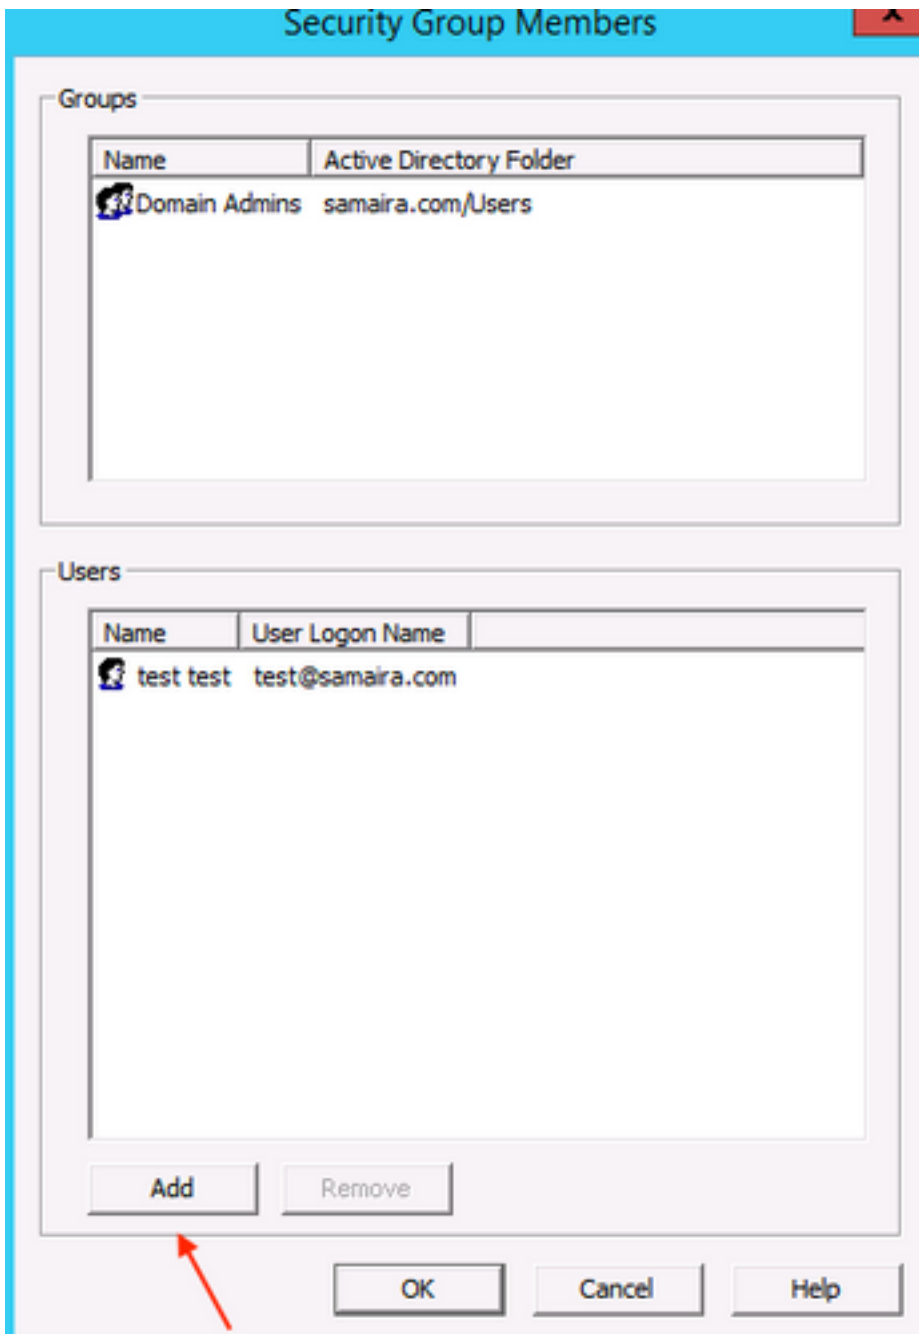 Security Group Members
Groups
Name Active Directory Folder
Domain Admins samaira.com/Users
Users
Name User Logon Name
test test test@samaira.com
Add Remove
OK Cancel Help